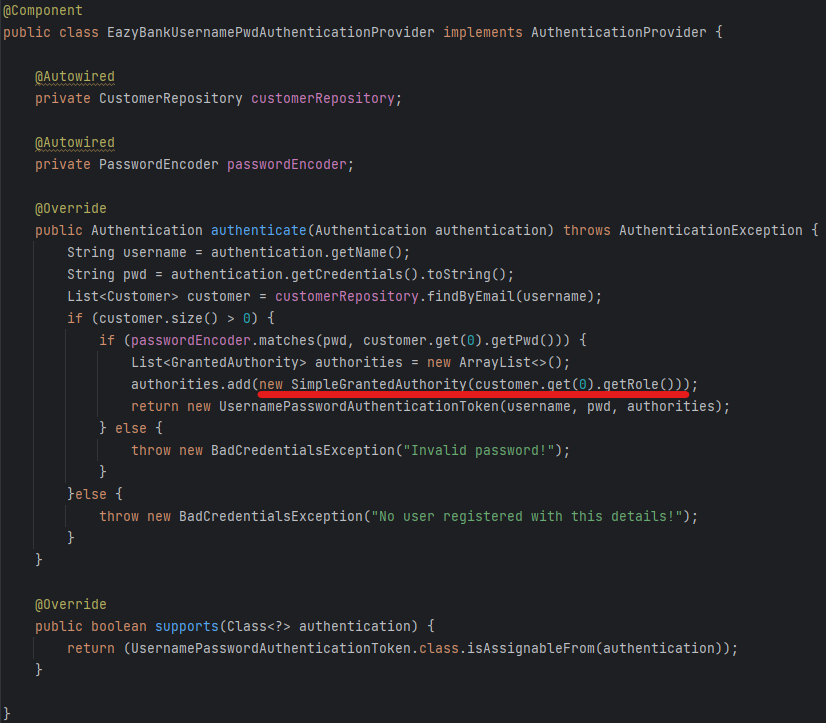 @Component
public class EazyBankUsernamePwdAuthenticationProvider implements AuthenticationProvider {
@Autowired
private CustomerRepository customerRepository;
@Autowired
private PasswordEncoder passwordEncoder;
@Override
public Authentication authenticate(Authentication authentication) throws AuthenticationException {
String username = authentication.getName();
String pwd = authentication.getCredentials().toString();
List<Customer> customer = customerRepository.findByEmail(username);
if (customer.size() > 0) {
if (passwordEncoder.matches(pwd, customer.get(0).getPwd())) {
List<GrantedAuthority> authorities = new ArrayList<>();
authorities.add(new SimpleGrantedAuthority(customer.get(0).getRole()));
return new UsernamePasswordAuthenticationToken(username, pwd, authorities);
} else {
throw new BadCredentialsException("Invalid password!");
}
}else {
throw new BadCredentialsException("No user registered with this details!");
}
}
@Override
public boolean supports(Class<?> authentication) {
return (UsernamePasswordAuthenticationToken.class.isAssignableFrom(authentication));
}
}